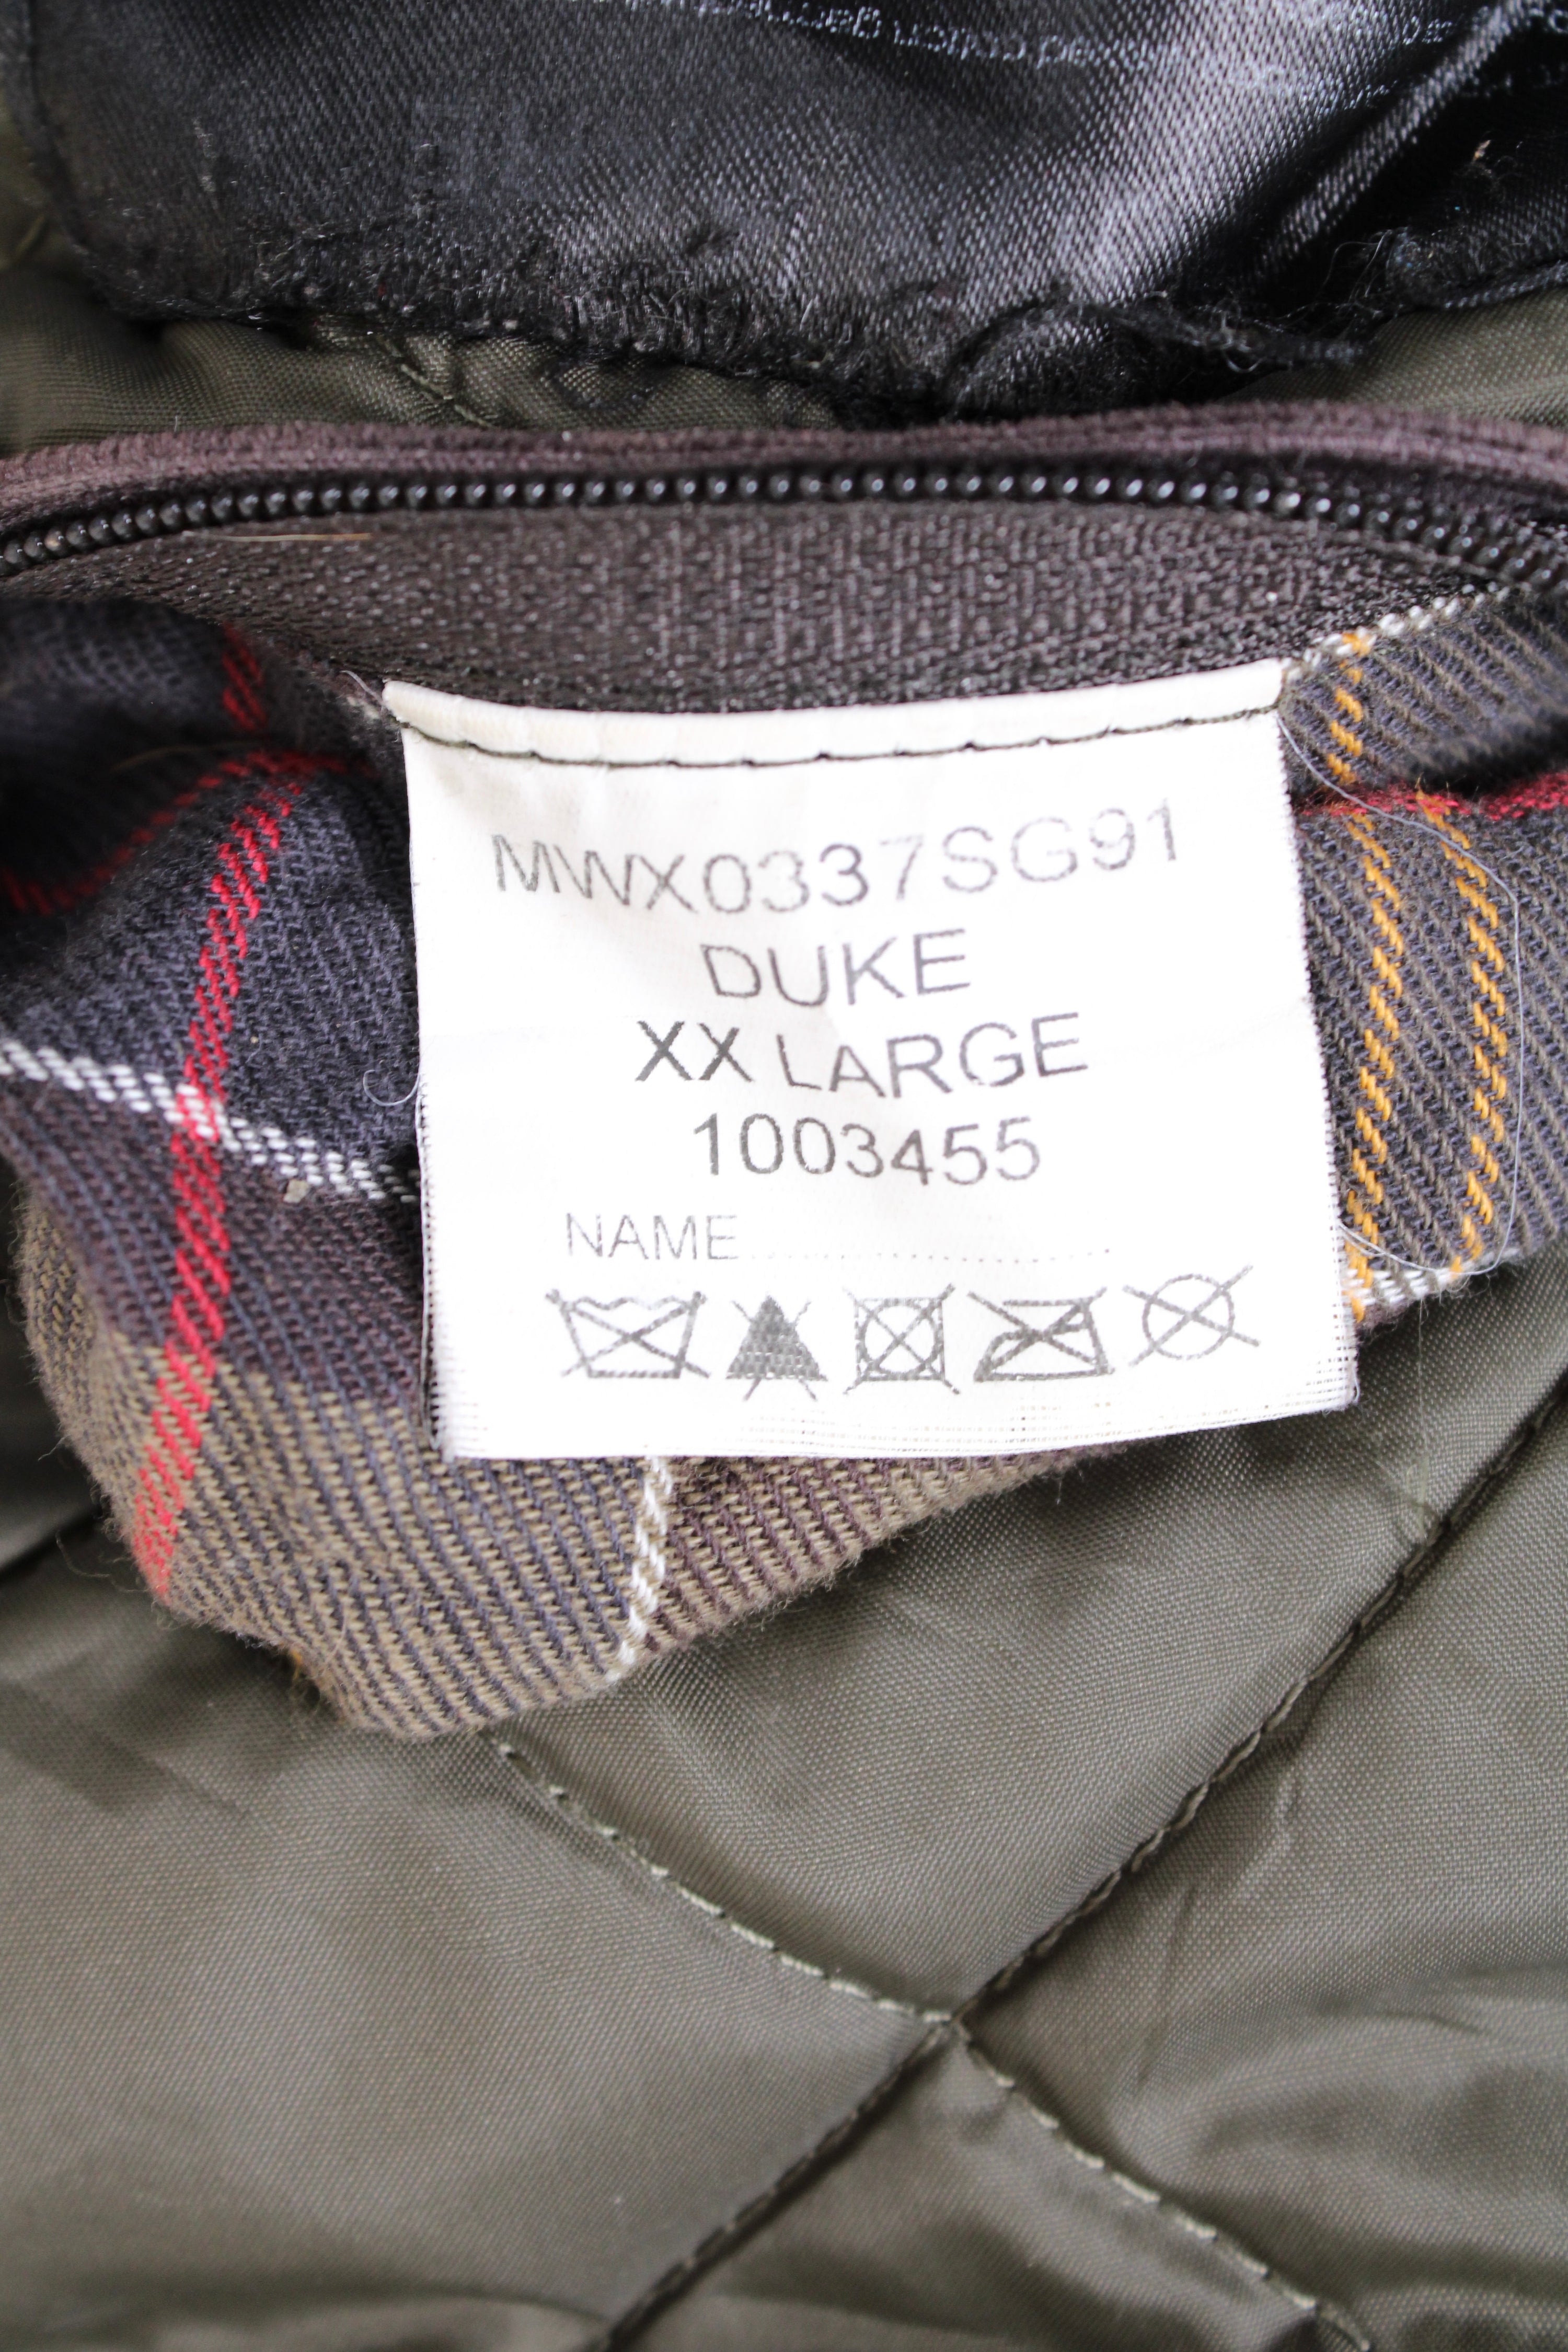 MWX0337SG91
DUKE
XX LARGE
1003455
NAME